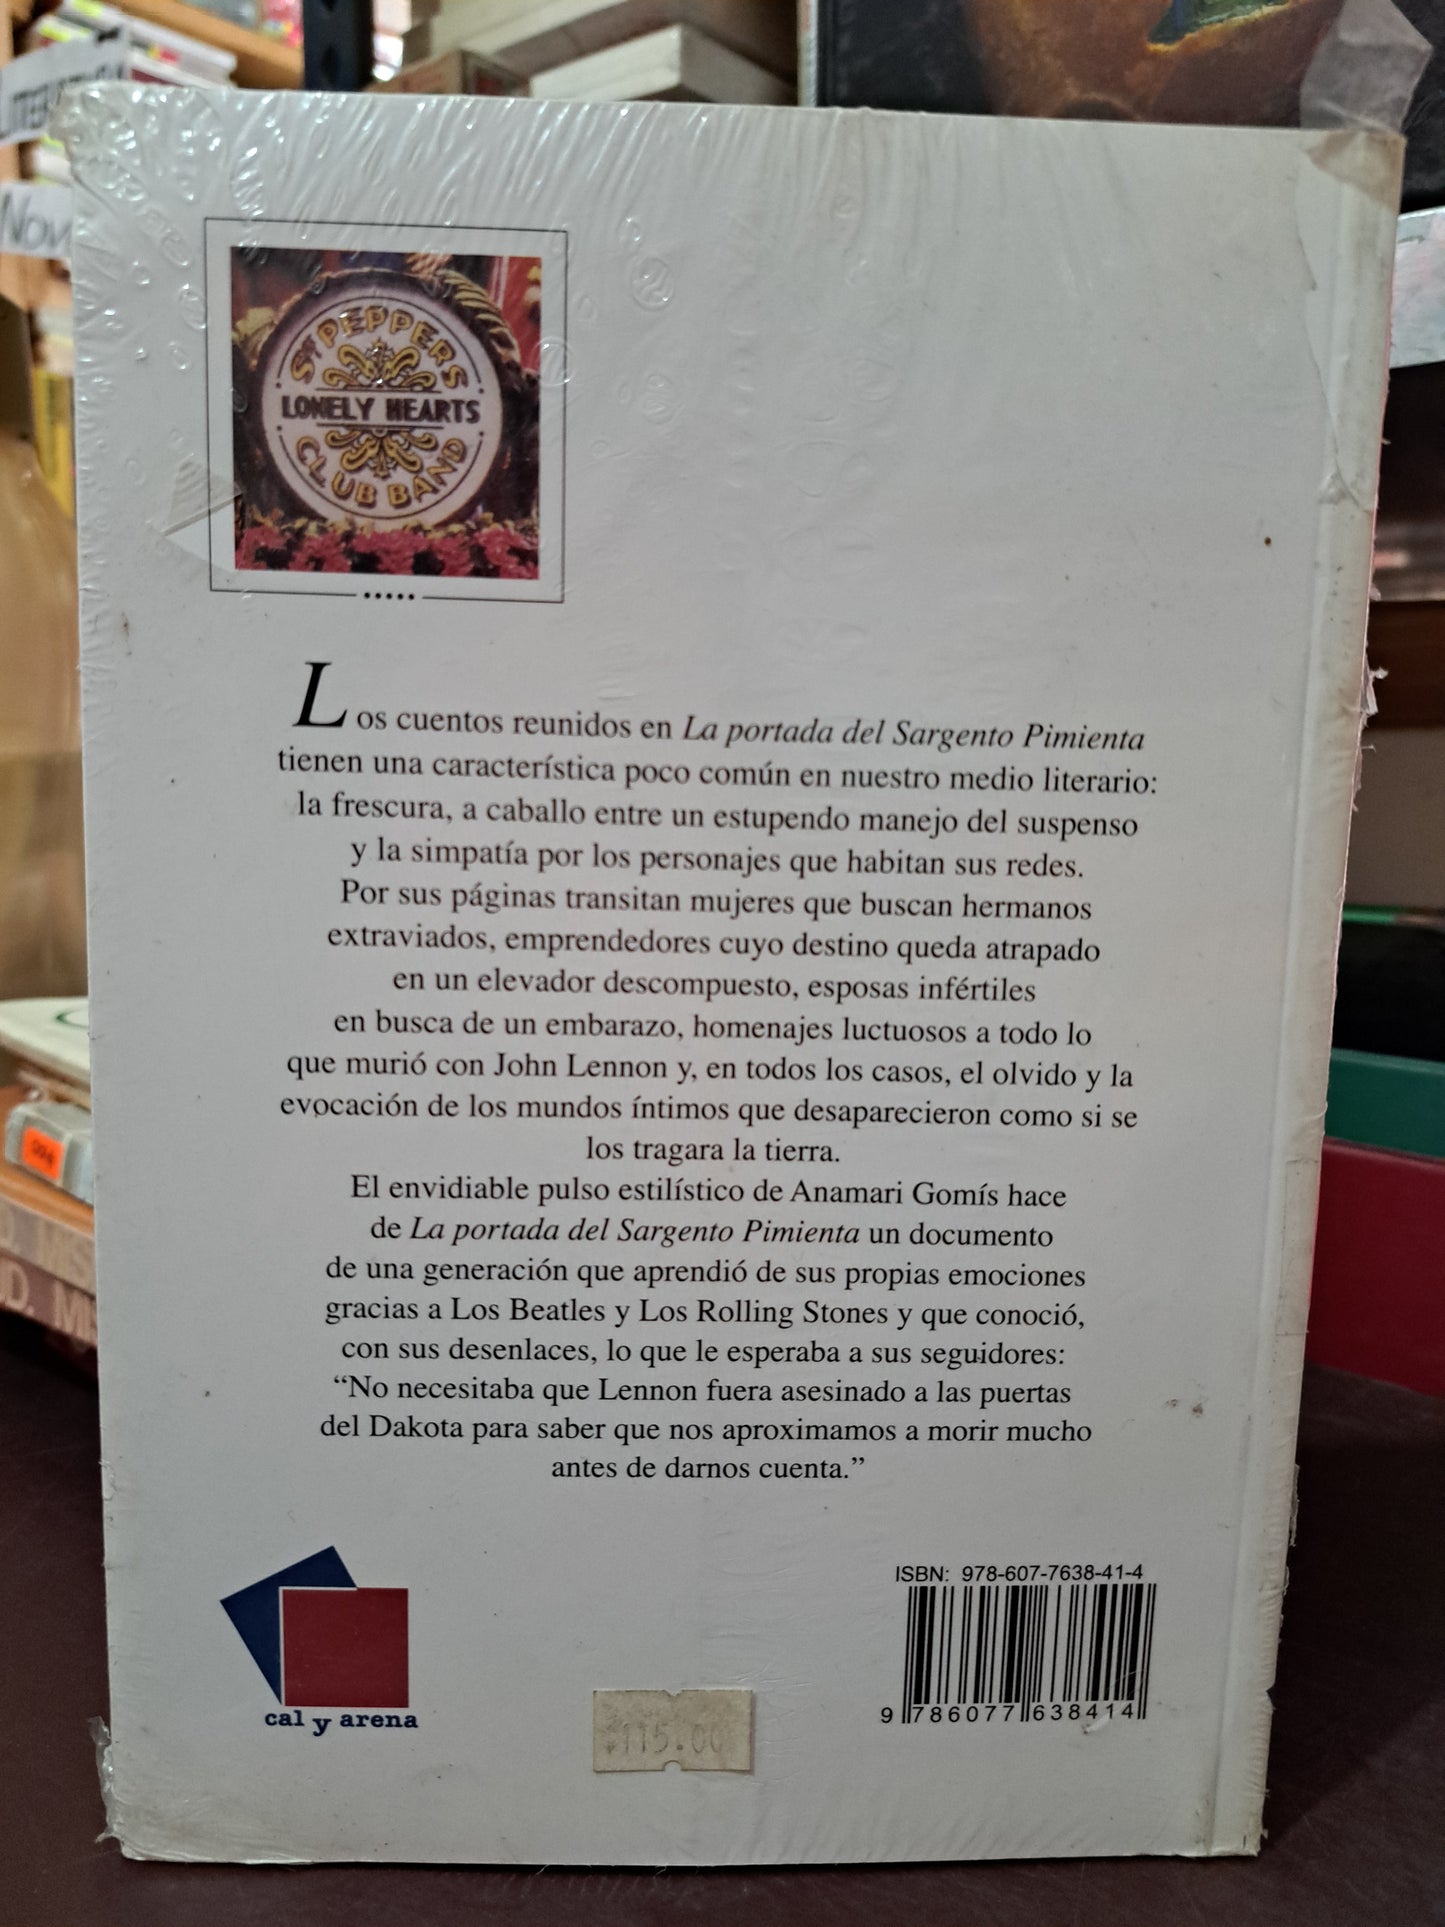 Nov
Sgt PEPPERS
LONELY HEARTS
CLUB BAND
Los cuentos reunidos en La portada del Sargento Pimienta
tienen una característica poco común en nuestro medio literario:
la frescura, a caballo entre un estupendo manejo del suspenso
y la simpatía por los personajes que habitan sus redes.
Por sus páginas transitan mujeres que buscan hermanos
extraviados, emprendedores cuyo destino queda atrapado
en un elevador descompuesto, esposas infértiles
en busca de un embarazo, homenajes luctuosos a todo lo
que murió con John Lennon y, en todos los casos, el olvido y la
evocación de los mundos íntimos que desaparecieron como si se
los tragara la tierra.
El envidiable pulso estilístico de Anamari Gomís hace
de La portada del Sargento Pimienta un documento
de una generación que aprendió de sus propias emociones
gracias a Los Beatles y Los Rolling Stones y que conoció,
con sus desenlaces, lo que le esperaba a sus seguidores:
“No necesitaba que Lennon fuera asesinado a las puertas
del Dakota para saber que nos aproximamos a morir mucho
antes de darnos cuenta.”
ISBN: 978-607-7638-41-4
9 786077 638414
cal y arena
$115.00